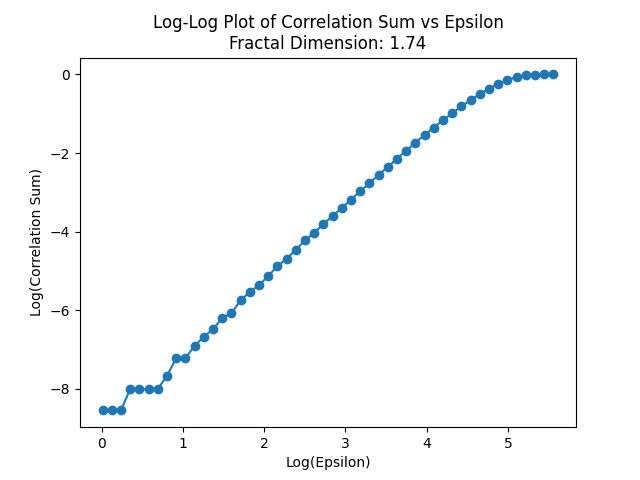 Log-Log Plot of Correlation Sum vs Epsilon
Fractal Dimension: 1.74
Log(Correlation Sum)
0
−2
−4
−6
−8
0 1 2 3 4 5
Log(Epsilon)